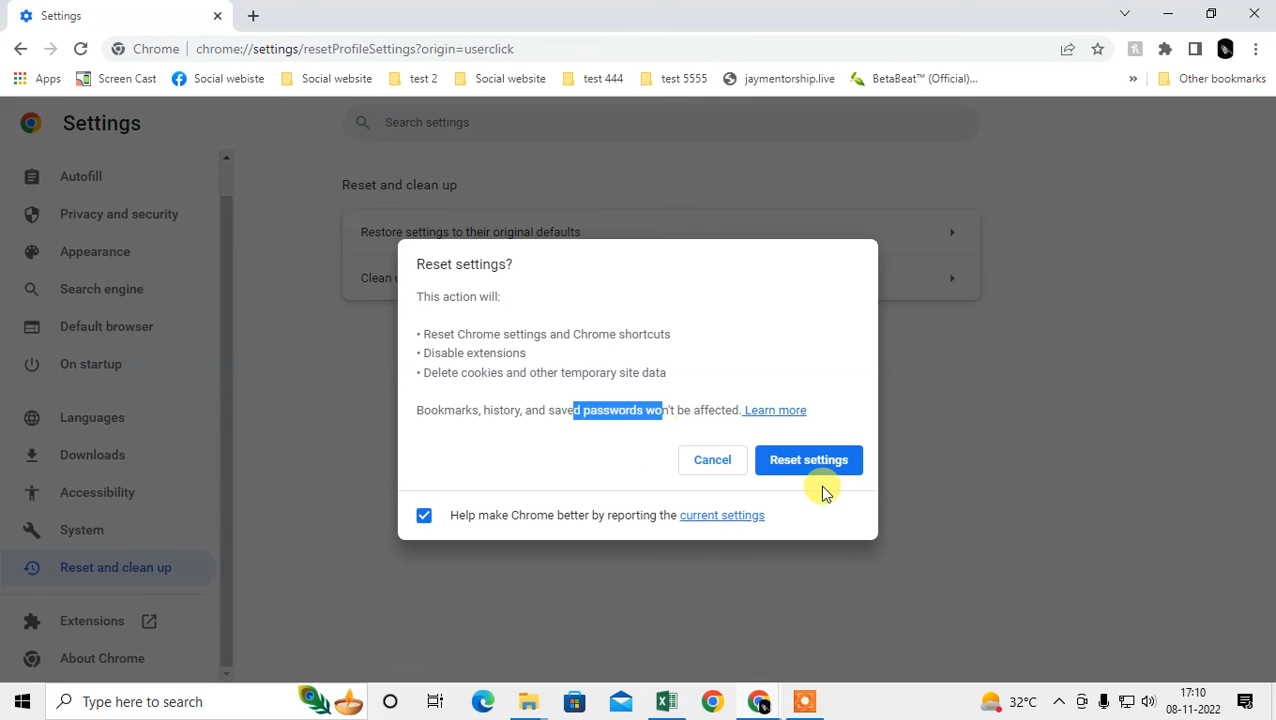 Settings
Chrome
chrome://settings/resetProfileSettings?origin=userclick
Apps
Screen Cast
Social webiste
Social website
test 2
Social website
test 444
test 5555
jaymentorship.live
BetaBeat™ (Official)...
»
Other bookmarks
Settings
Search settings
Autofill
Privacy and security
Appearance
Search engine
Default browser
On startup
Languages
Downloads
Accessibility
System
Reset and clean up
Extensions
About Chrome
Reset and clean up
Restore settings to their original defaults
Clean u
Reset settings?
This action will:
• Reset Chrome settings and Chrome shortcuts
• Disable extensions
• Delete cookies and other temporary site data
Bookmarks, history, and saved passwords won't be affected. Learn more
Cancel
Reset settings
Help make Chrome better by reporting the current settings
Type here to search
32°C
17:10
08-11-2022